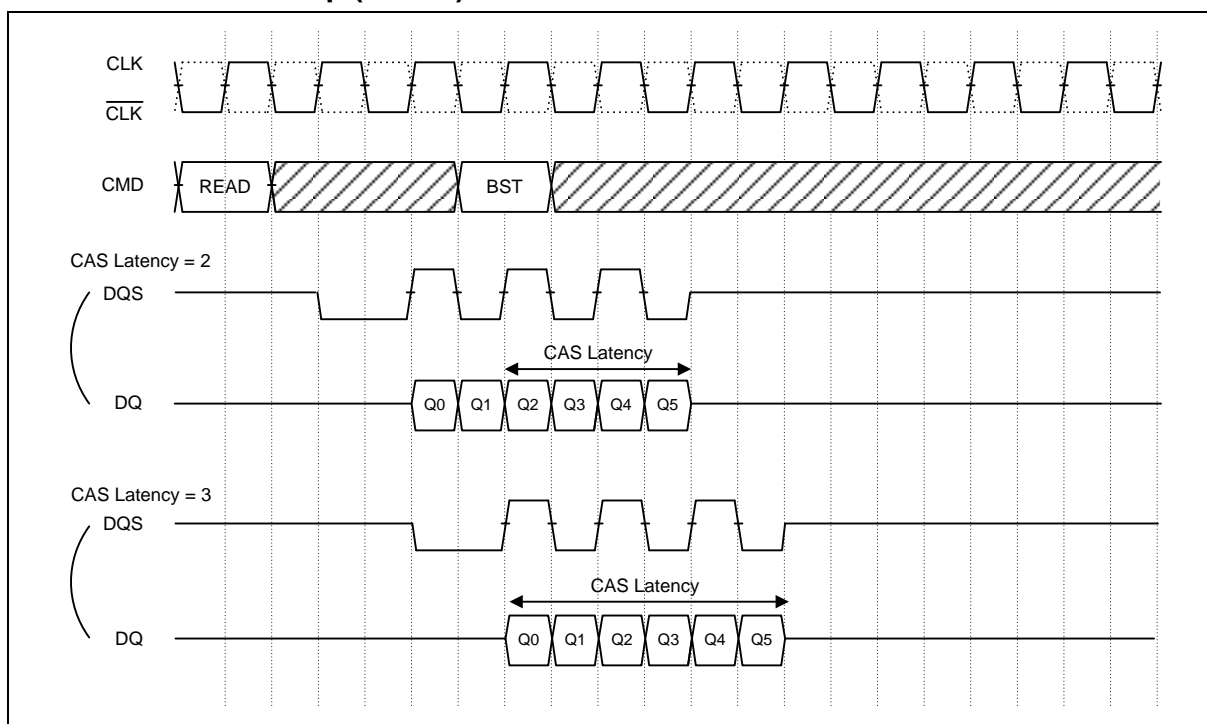 CLK
CLK
CMD READ BST
CAS Latency = 2
DQS
CAS Latency
DQ Q0 Q1 Q2 Q3 Q4 Q5
CAS Latency = 3
DQS
CAS Latency
DQ Q0 Q1 Q2 Q3 Q4 Q5